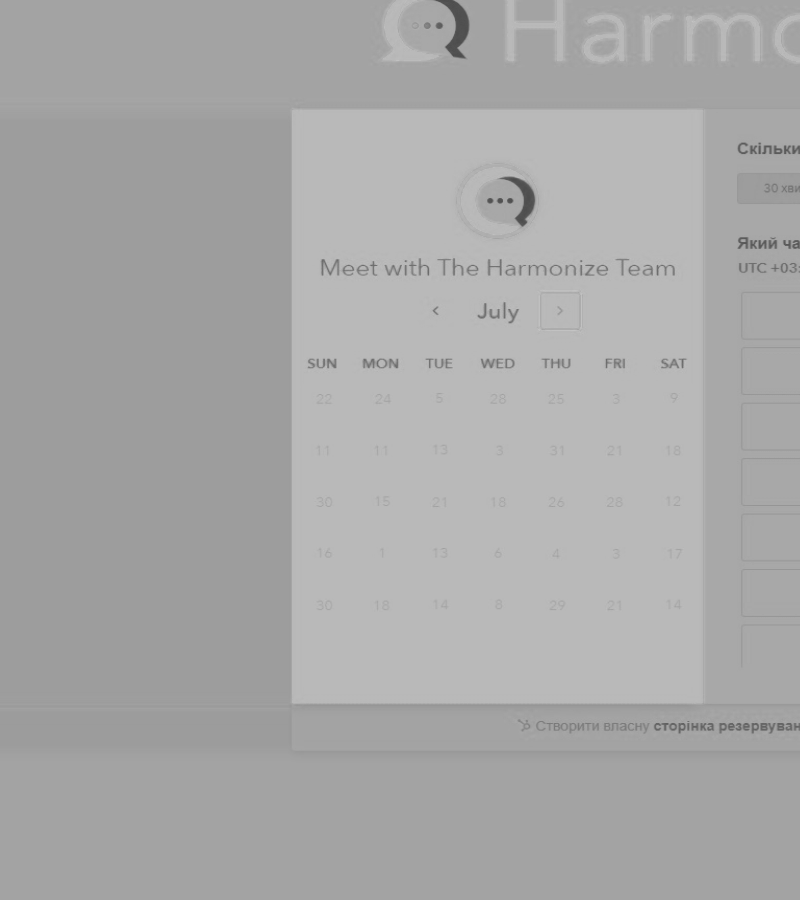 Harmo
Meet with The Harmonize Team
July
SUN MON TUE WED THU FRI SAT
22 24 5 28 25 3 9
11 11 13 3 31 21 18
30 15 21 18 26 28 12
16 1 13 6 4 3 17
30 18 14 8 29 21 14
Скільки
30 хви
Який ча
UTC +03:
Створити власну сторінка резервуван